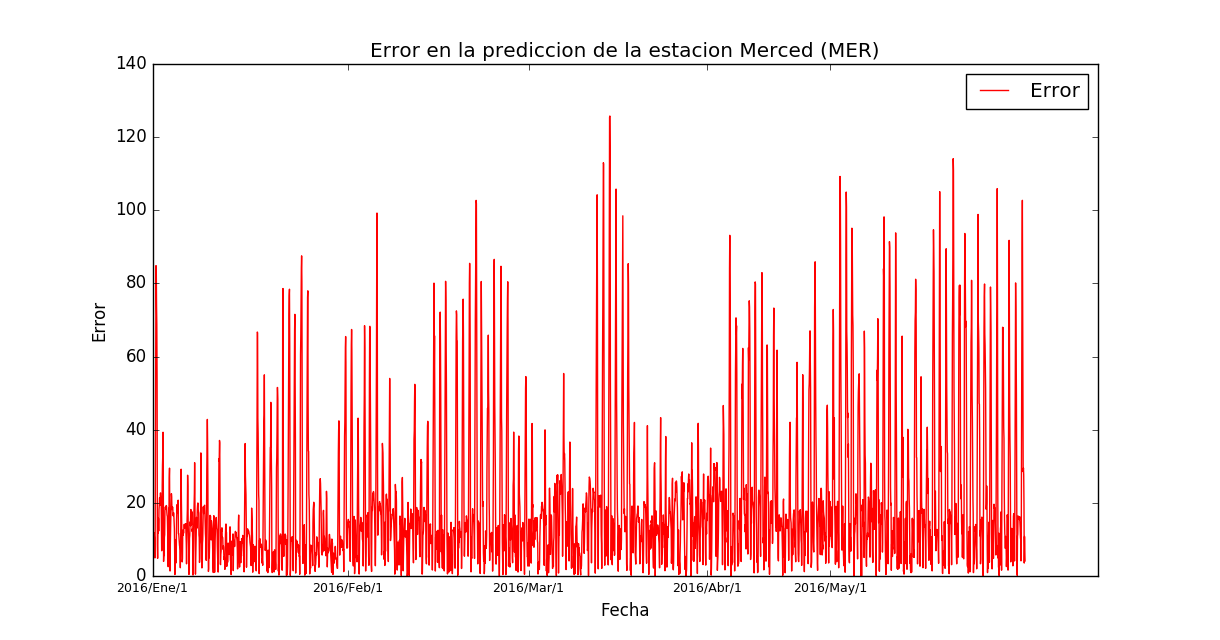 Error en la prediccion de la estacion Merced (MER)
Error
140
120
100
80
60
40
20
0
Error
2016/Ene/1 2016/Feb/1 2016/Mar/1 2016/Abr/1 2016/May/1
Fecha